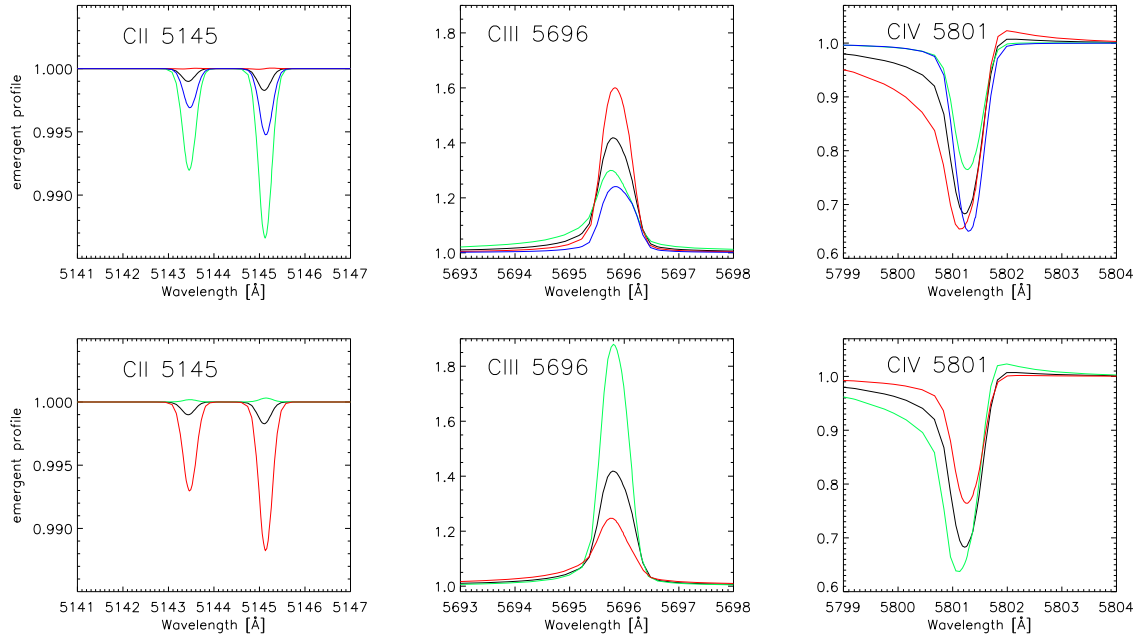 CII 5145
emergent profile
1.000
0.995
0.990
5141 5142 5143 5144 5145 5146 5147
Wavelength [Å]
CIII 5696
1.8
1.6
1.4
1.2
1.0
5693 5694 5695 5696 5697 5698
Wavelength [Å]
CIV 5801
1.0
0.9
0.8
0.7
0.6
5799 5800 5801 5802 5803 5804
Wavelength [Å]
CII 5145
emergent profile
1.000
0.995
0.990
5141 5142 5143 5144 5145 5146 5147
Wavelength [Å]
CIII 5696
1.8
1.6
1.4
1.2
1.0
5693 5694 5695 5696 5697 5698
Wavelength [Å]
CIV 5801
1.0
0.9
0.8
0.7
0.6
5799 5800 5801 5802 5803 5804
Wavelength [Å]